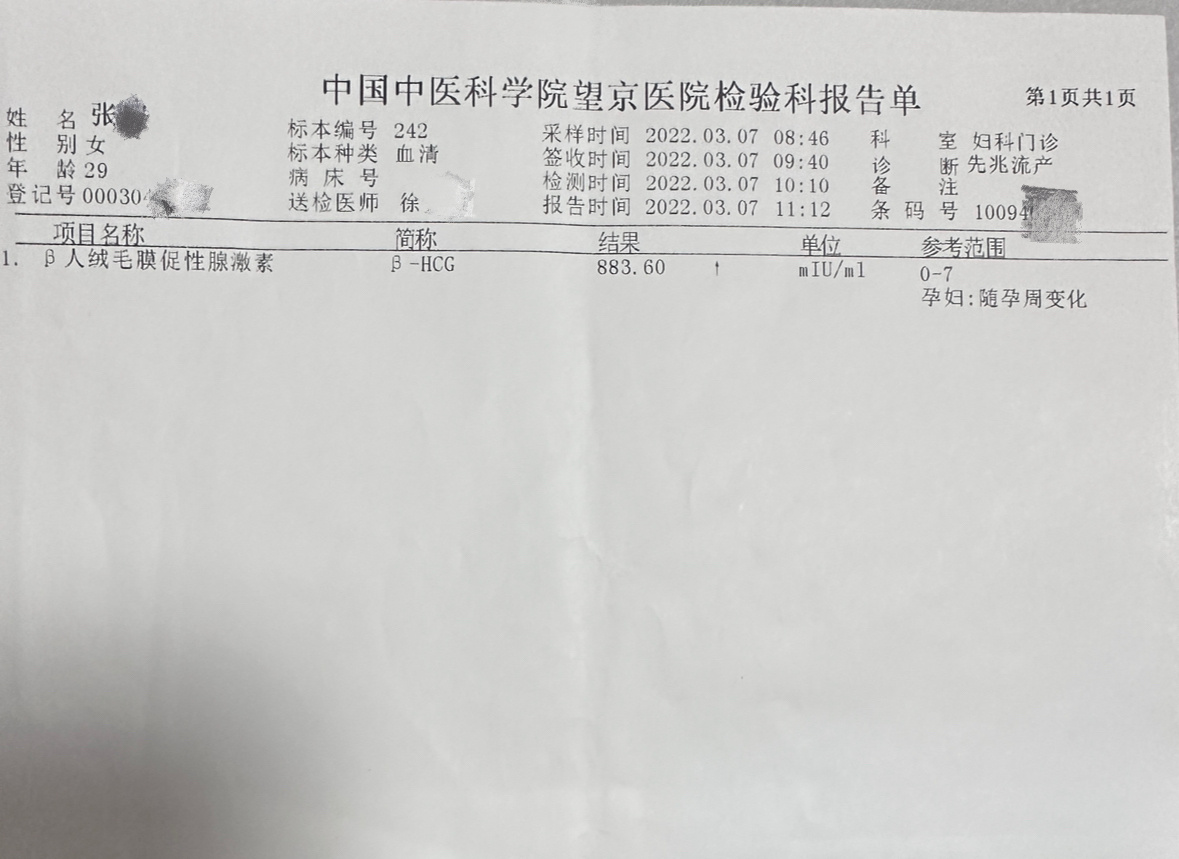 中国中医科学院望京医院检验科报告单
第1页共1页
姓 名 张 标本编号 242 采样时间 2022.03.07 08:46 科 室 妇科门诊
性 别 女 标本种类 血清 签收时间 2022.03.07 09:40 诊 断 先兆流产
年 龄 29 病 床 号 检测时间 2022.03.07 10:10 备 注
登记号 00030 送检医师 徐 报告时间 2022.03.07 11:12 条 码 号 10094
项目名称 简称 结果 单位 参考范围
1. β人绒毛膜促性腺激素 β-HCG 883.60 ↑ mIU/ml 0-7
孕妇:随孕周变化